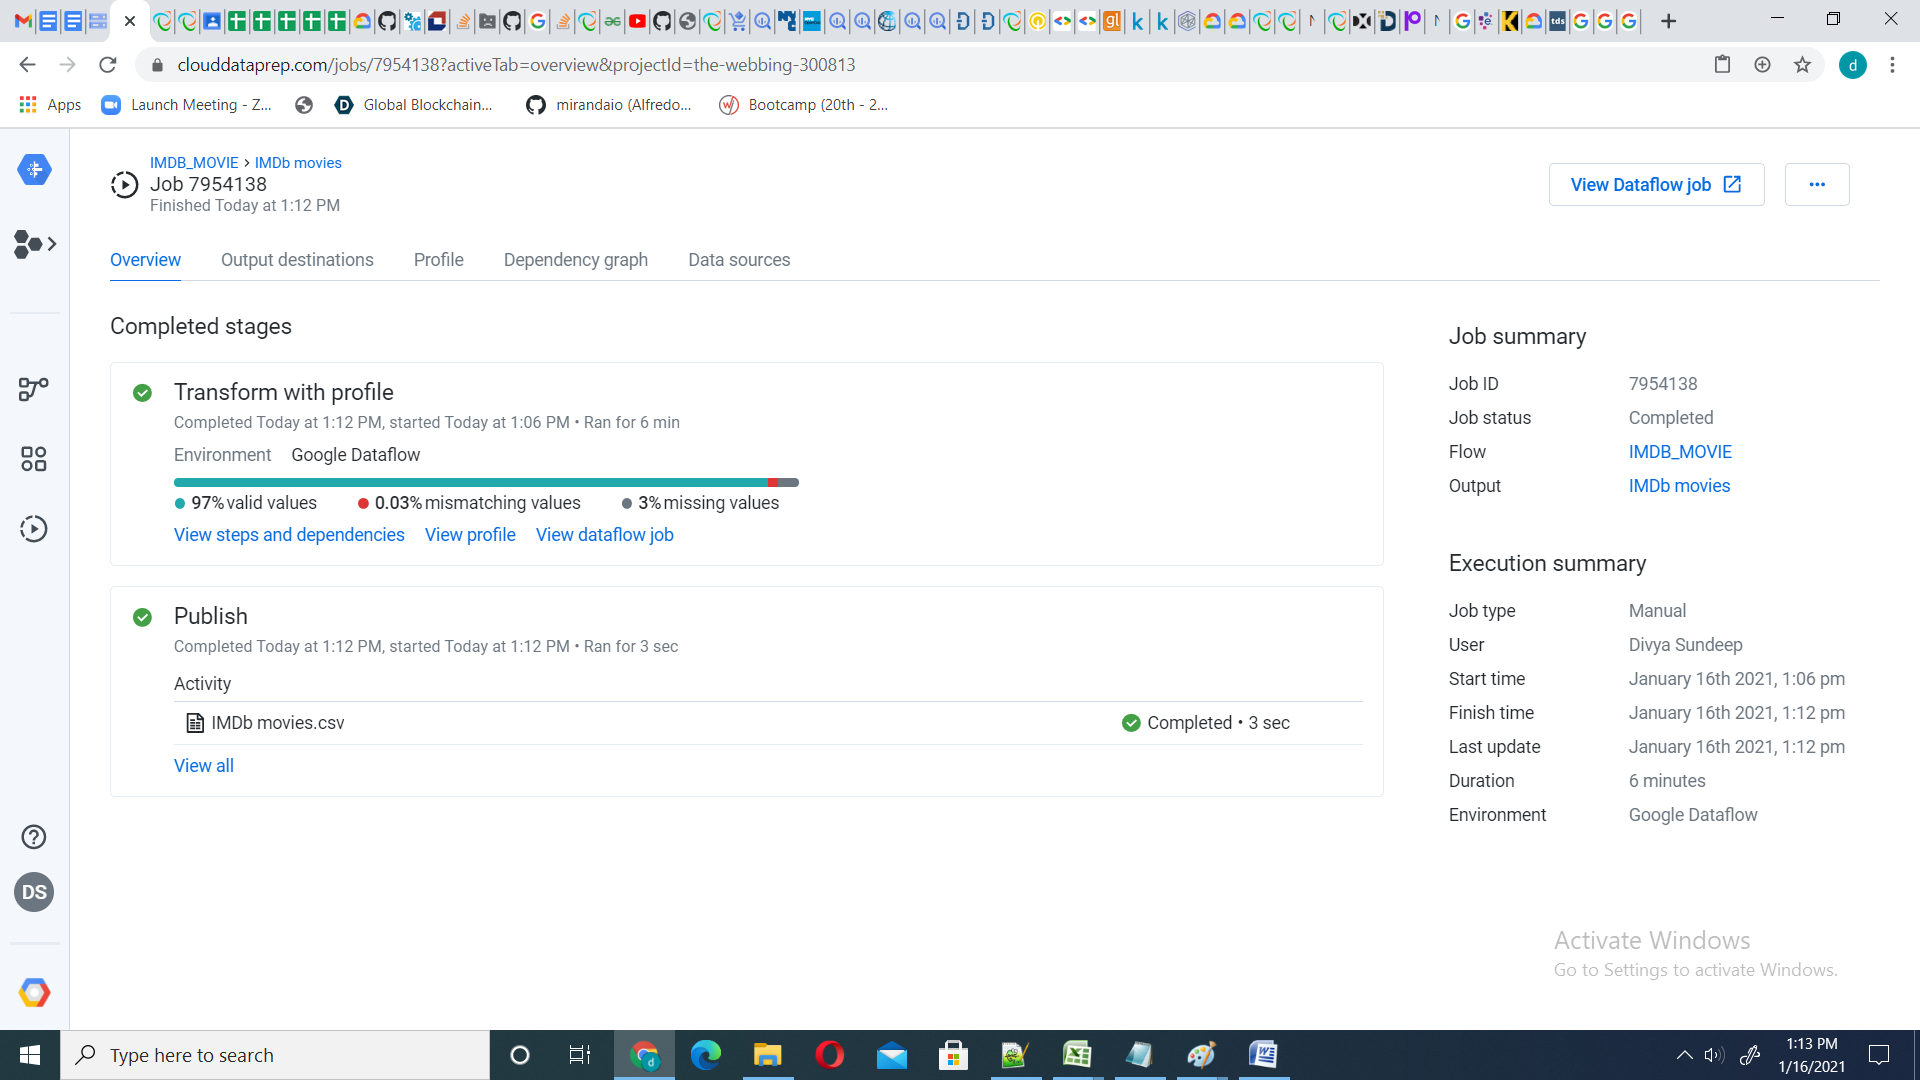 clouddataprep.com/jobs/7954138?activeTab=overview&projectId=the-webbing-300813
d
Apps
Launch Meeting - Z...
Global Blockchain...
mirandaio (Alfredo...
Bootcamp (20th - 2...
IMDB_MOVIE > IMDb movies
Job 7954138
Finished Today at 1:12 PM
View Dataflow job
...
Overview
Output destinations
Profile
Dependency graph
Data sources
Completed stages
Transform with profile
Completed Today at 1:12 PM, started Today at 1:06 PM • Ran for 6 min
Environment Google Dataflow
97% valid values
0.03% mismatching values
3% missing values
View steps and dependencies
View profile
View dataflow job
Publish
Completed Today at 1:12 PM, started Today at 1:12 PM • Ran for 3 sec
Activity
IMDb movies.csv
Completed • 3 sec
View all
Job summary
Job ID 7954138
Job status Completed
Flow IMDB_MOVIE
Output IMDb movies
Execution summary
Job type Manual
User Divya Sundeep
Start time January 16th 2021, 1:06 pm
Finish time January 16th 2021, 1:12 pm
Last update January 16th 2021, 1:12 pm
Duration 6 minutes
Environment Google Dataflow
DS
Activate Windows
Go to Settings to activate Windows.
Type here to search
1:13 PM
1/16/2021